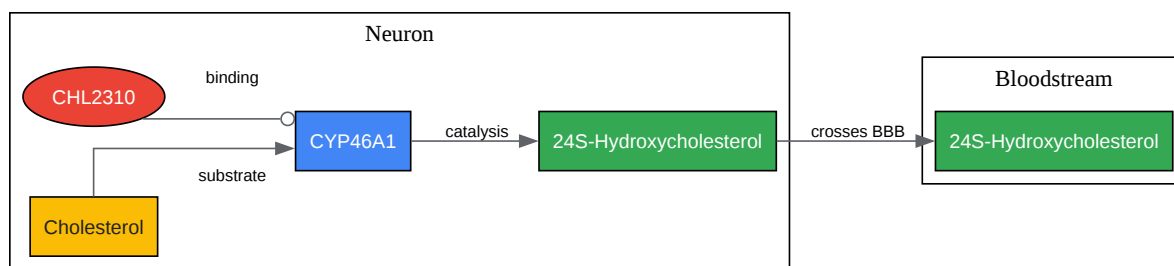 Neuron
Bloodstream
binding
CHL2310
CYP46A1
catalysis
24S-Hydroxycholesterol
crosses BBB
24S-Hydroxycholesterol
substrate
Cholesterol